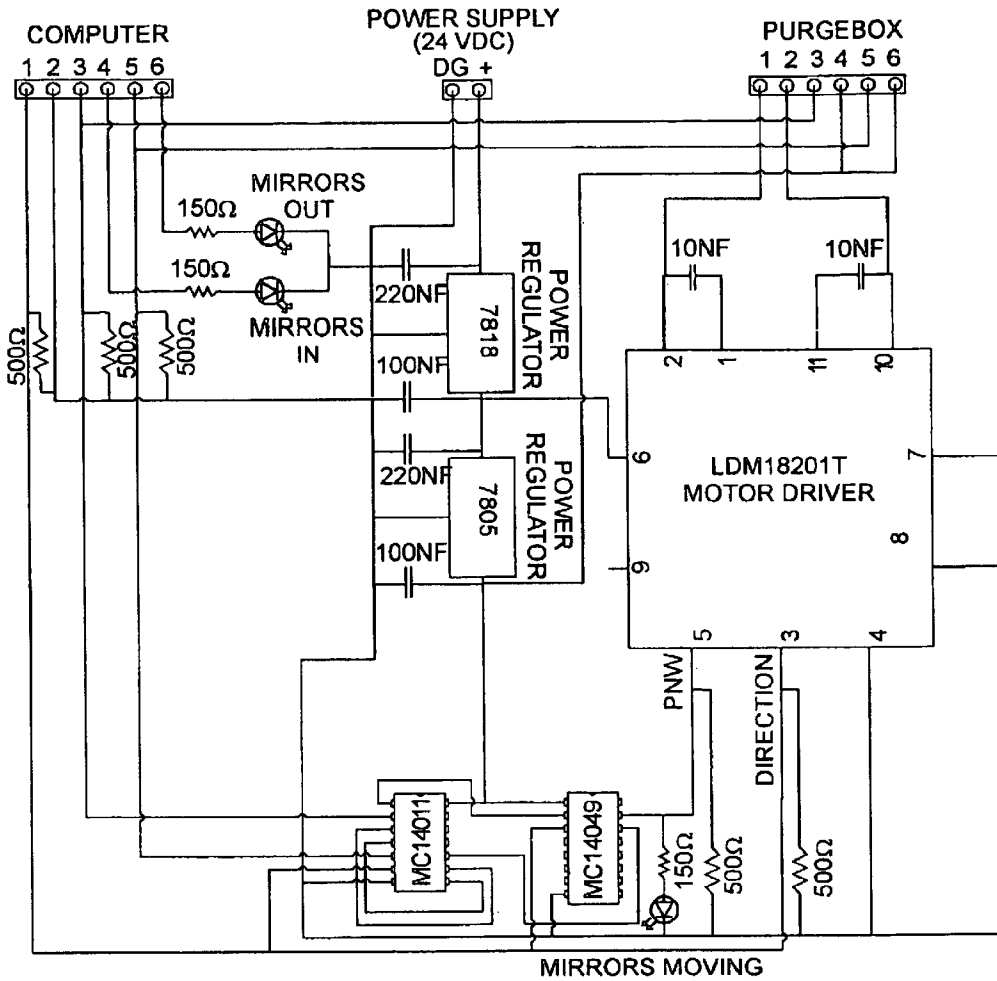 COMPUTER
1 2 3 4 5 6
POWER SUPPLY
(24 VDC)
DG +
PURGEBOX
1 2 3 4 5 6
MIRRORS
OUT
150Ω
150Ω
MIRRORS
IN
500Ω
500Ω
500Ω
220NF
7818
POWER
REGULATOR
100NF
220NF
7805
POWER
REGULATOR
100NF
10NF
10NF
2 1 11 10
6
LDM18201T
MOTOR DRIVER
7
8
9
5 3 4
PNW
DIRECTION
MC14011
MC14049
150Ω
500Ω
500Ω
MIRRORS MOVING